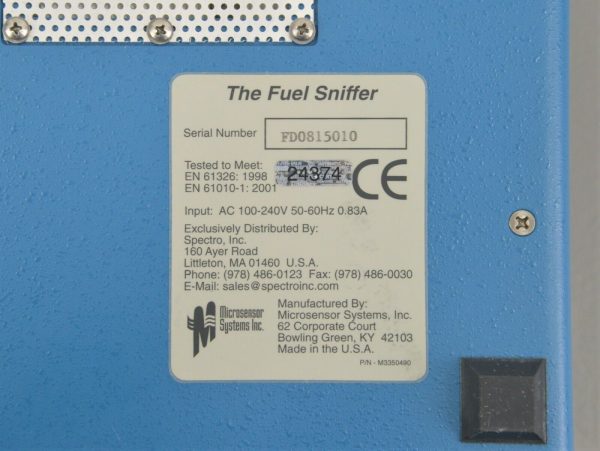 The Fuel Sniffer
Serial Number FD0815010
Tested to Meet:
EN 61326: 1998
EN 61010-1: 2001
24374
CE
Input: AC 100-240V 50-60Hz 0.83A
Exclusively Distributed By:
Spectro, Inc.
160 Ayer Road
Littleton, MA 01460 U.S.A.
Phone: (978) 486-0123 Fax: (978) 486-0030
E-Mail: sales@spectroinc.com
Microsensor
Systems Inc.
Manufactured By:
Microsensor Systems, Inc.
62 Corporate Court
Bowling Green, KY 42103
Made in the U.S.A.
P/N - M3350490